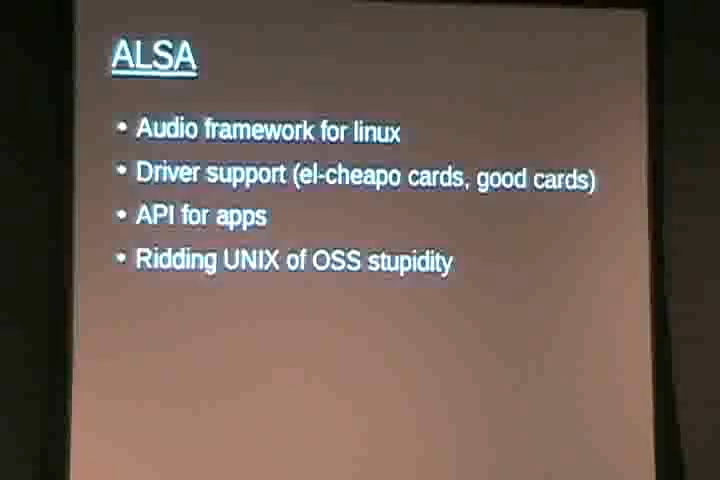 ALSA
• Audio framework for linux
• Driver support (el-cheapo cards, good cards)
• API for apps
• Ridding UNIX of OSS stupidity